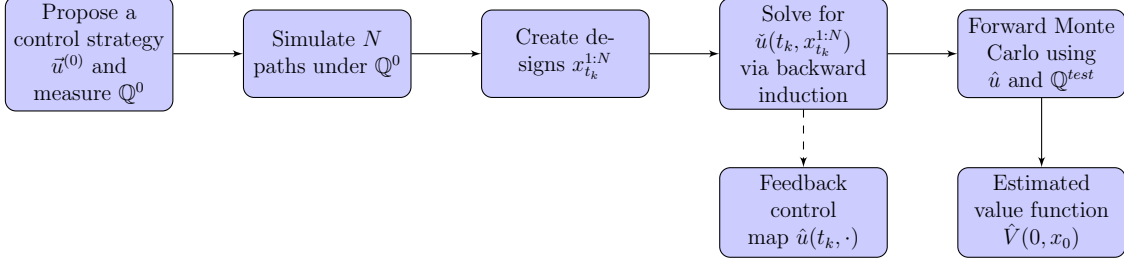 Propose a
control strategy
$\vec{u}^{(0)}$ and
measure $\mathbb{Q}^0$
Simulate $N$
paths under $\mathbb{Q}^0$
Create de-
signs $x_{t_k}^{1:N}$
Solve for
$\check{u}(t_k, x_{t_k}^{1:N})$
via backward
induction
Forward Monte
Carlo using
$\hat{u}$ and $\mathbb{Q}^{test}$
Feedback
control
map $\hat{u}(t_k, \cdot)$
Estimated
value function
$\hat{V}(0, x_0)$